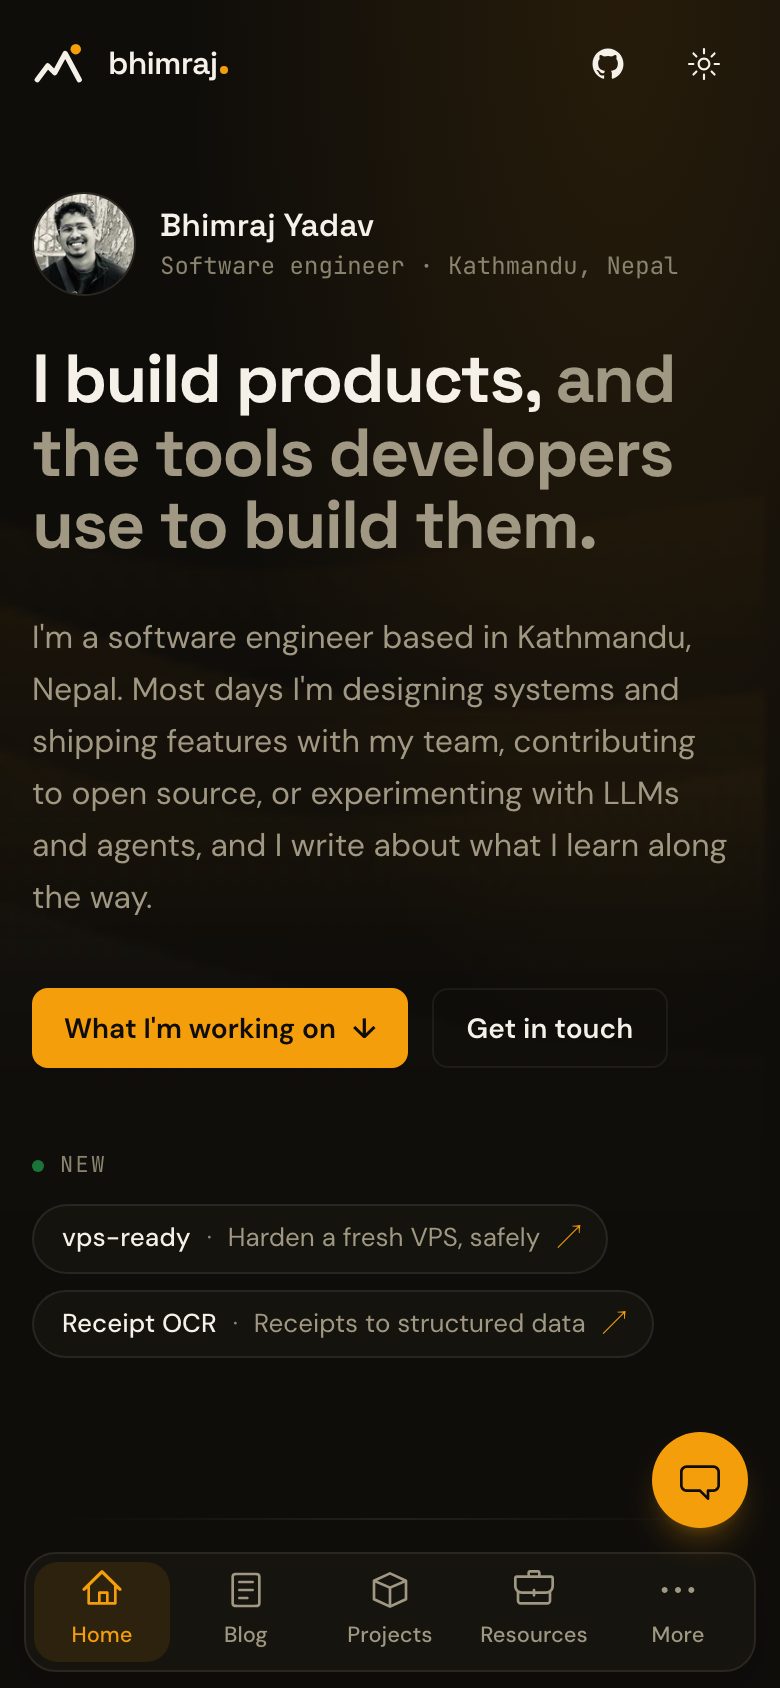 bhimraj.
Bhimraj Yadav
Software engineer · Kathmandu, Nepal
I build products, and
the tools developers
use to build them.
I'm a software engineer based in Kathmandu,
Nepal. Most days I'm designing systems and
shipping features with my team, contributing
to open source, or experimenting with LLMs
and agents, and I write about what I learn along
the way.
What I'm working on ↓
Get in touch
NEW
vps-ready · Harden a fresh VPS, safely ↗
Receipt OCR · Receipts to structured data ↗
Home
Blog
Projects
Resources
More